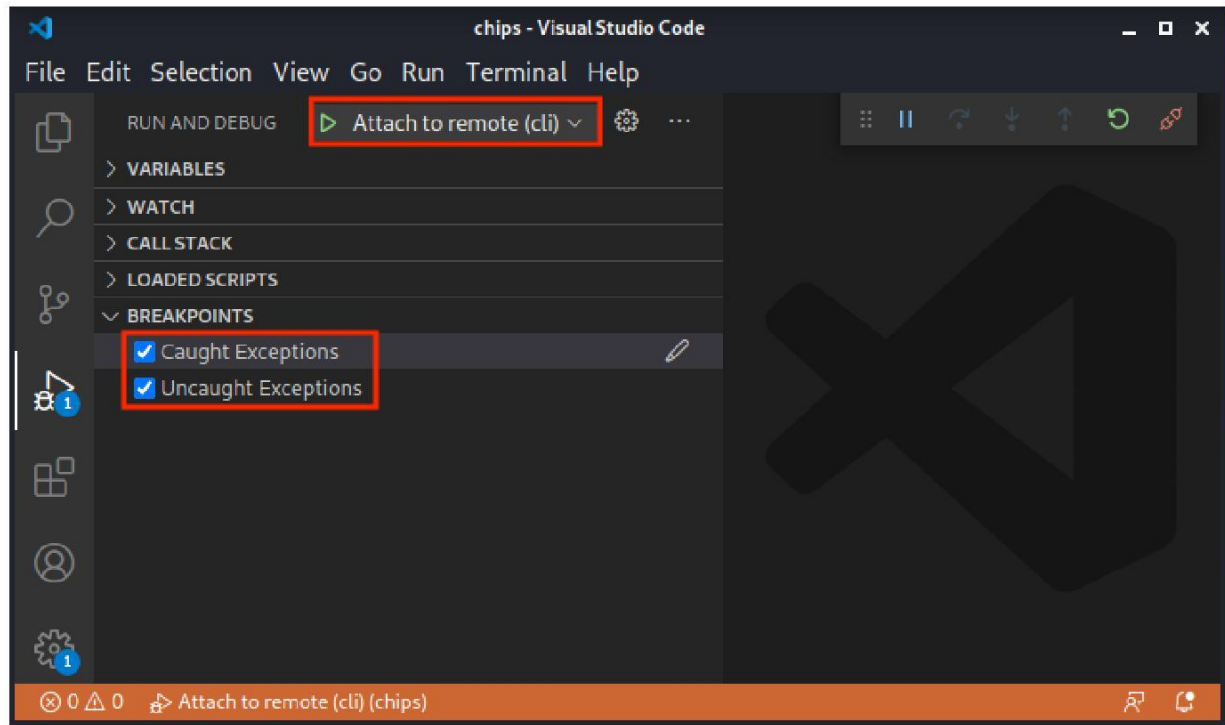 chips - Visual Studio Code
File Edit Selection View Go Run Terminal Help
RUN AND DEBUG Attach to remote (cli)
VARIABLES
WATCH
CALL STACK
LOADED SCRIPTS
BREAKPOINTS
Caught Exceptions
Uncaught Exceptions
1
1
0 0 Attach to remote (cli) (chips)